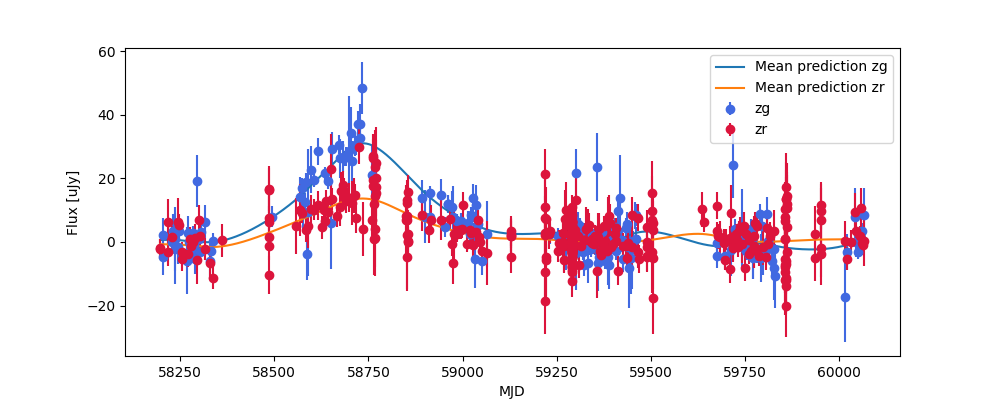 60
40
20
0
−20
Flux [uJy]
58250 58500 58750 59000 59250 59500 59750 60000
MJD
Mean prediction zg
Mean prediction zr
zg
zr